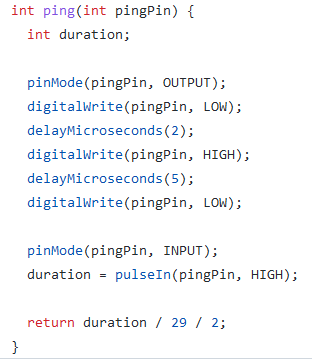 int ping(int pingPin) {
  int duration;

  pinMode(pingPin, OUTPUT);
  digitalWrite(pingPin, LOW);
  delayMicroseconds(2);
  digitalWrite(pingPin, HIGH);
  delayMicroseconds(5);
  digitalWrite(pingPin, LOW);

  pinMode(pingPin, INPUT);
  duration = pulseIn(pingPin, HIGH);

  return duration / 29 / 2;
}